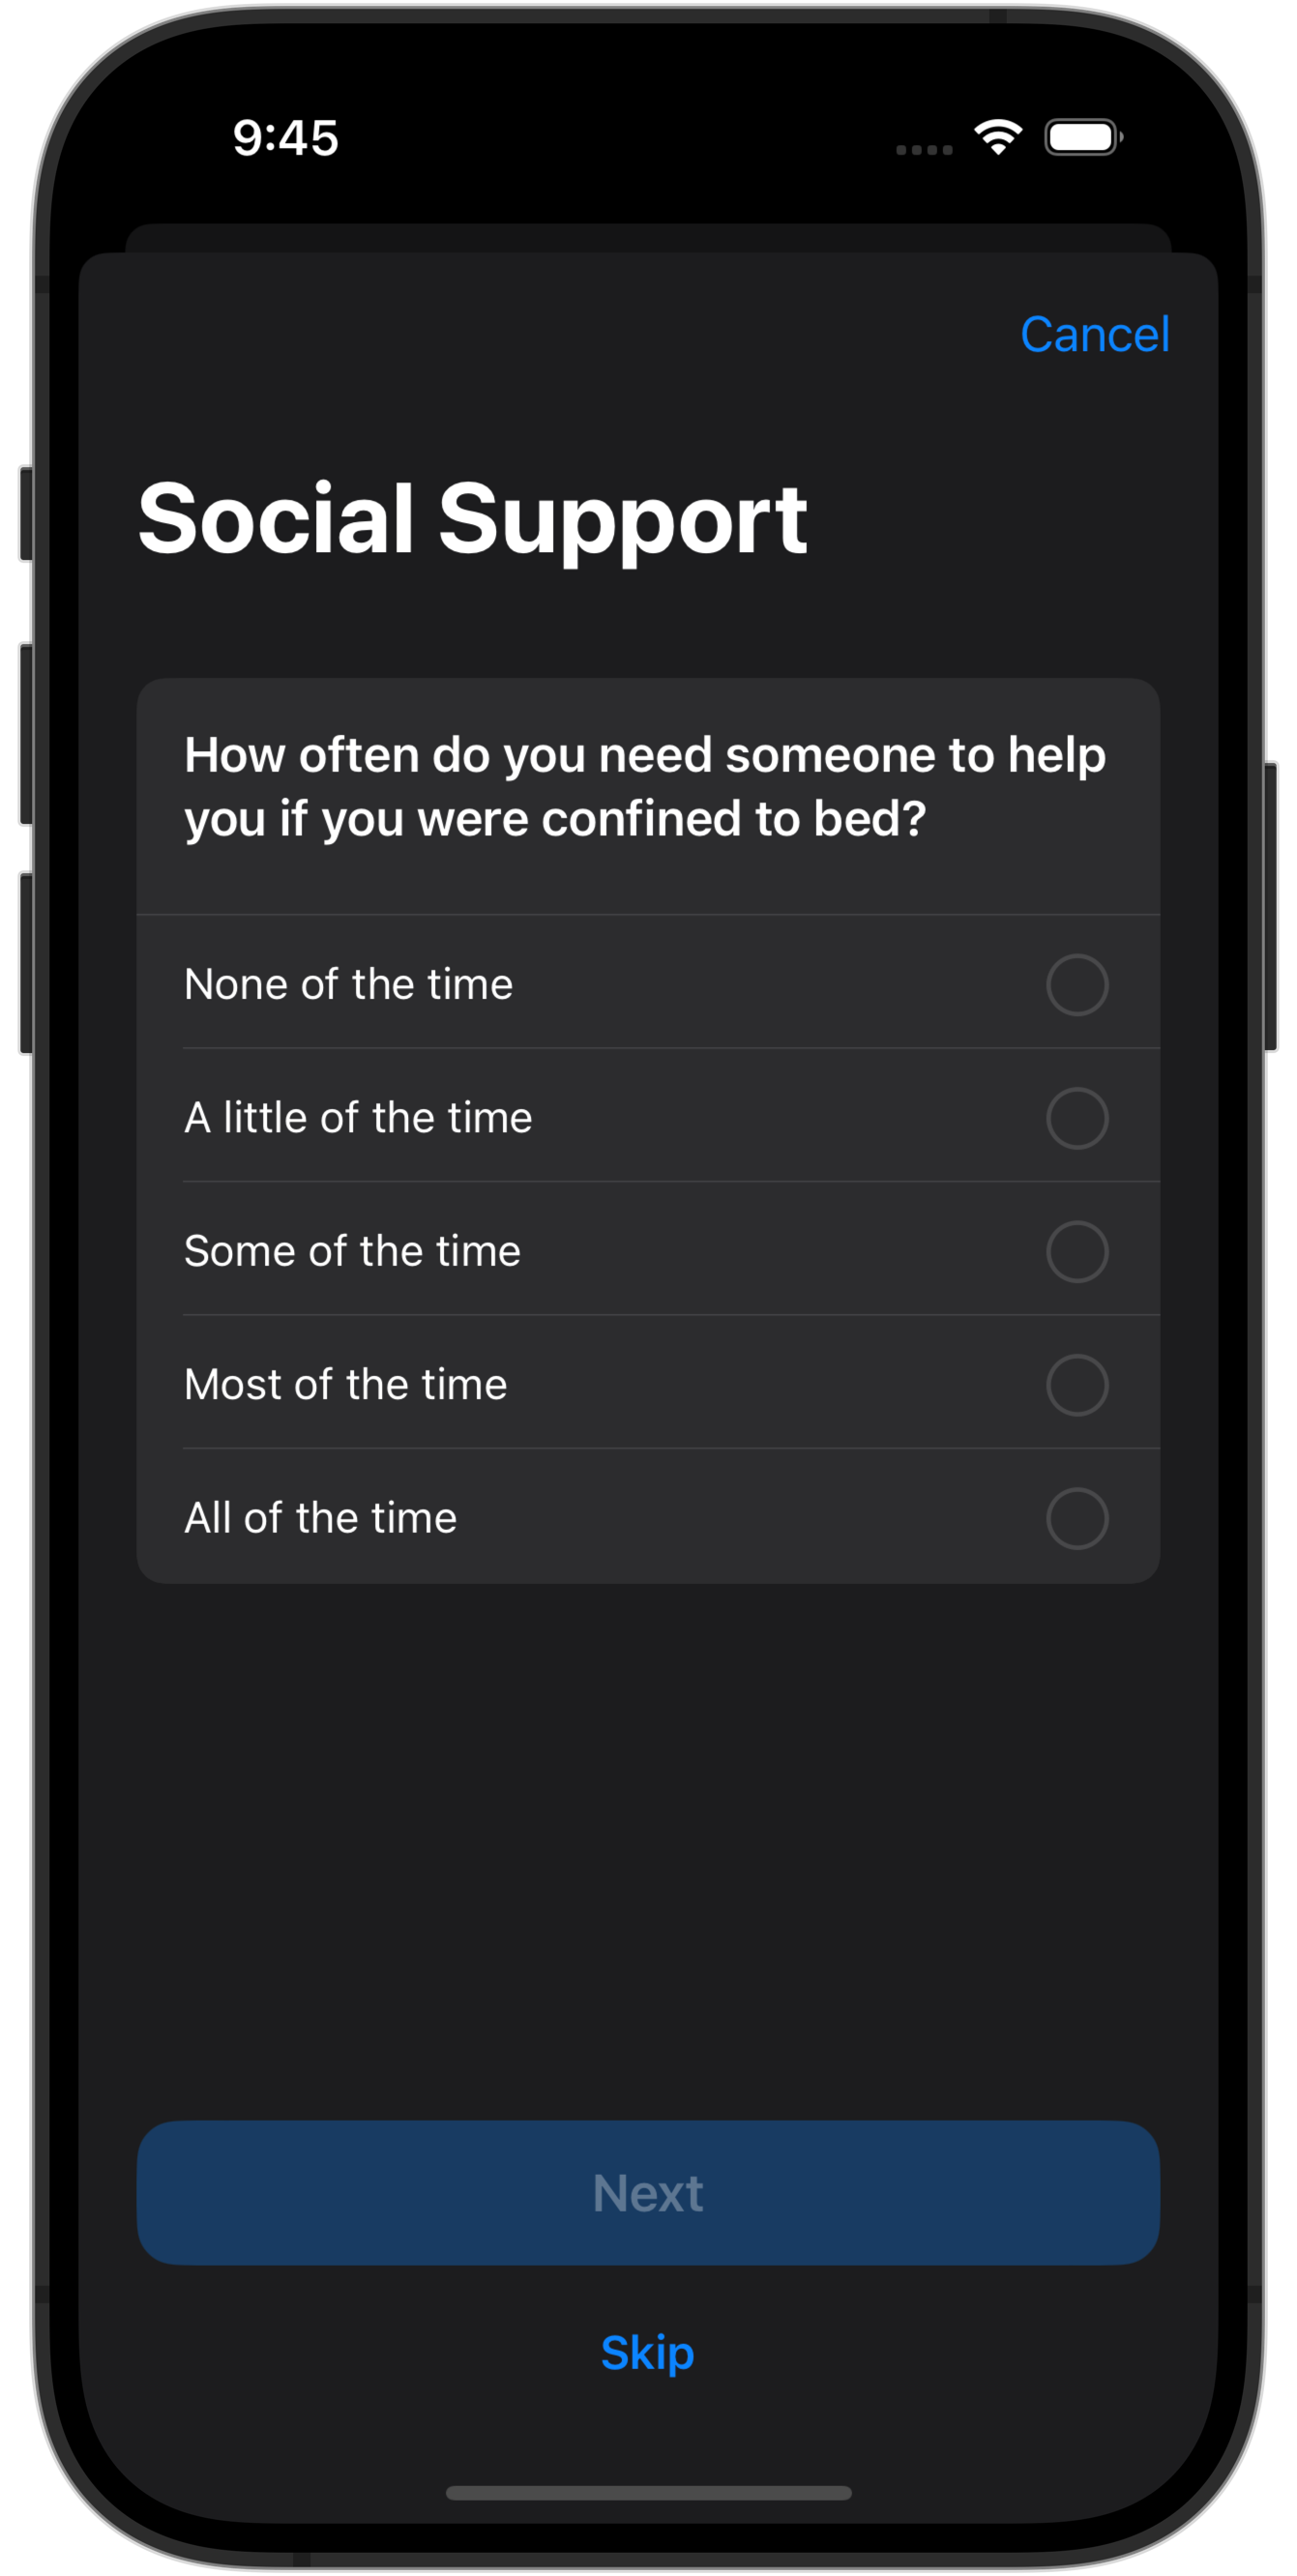 9:45
Cancel
Social Support
How often do you need someone to help
you if you were confined to bed?
None of the time
A little of the time
Some of the time
Most of the time
All of the time
Next
Skip